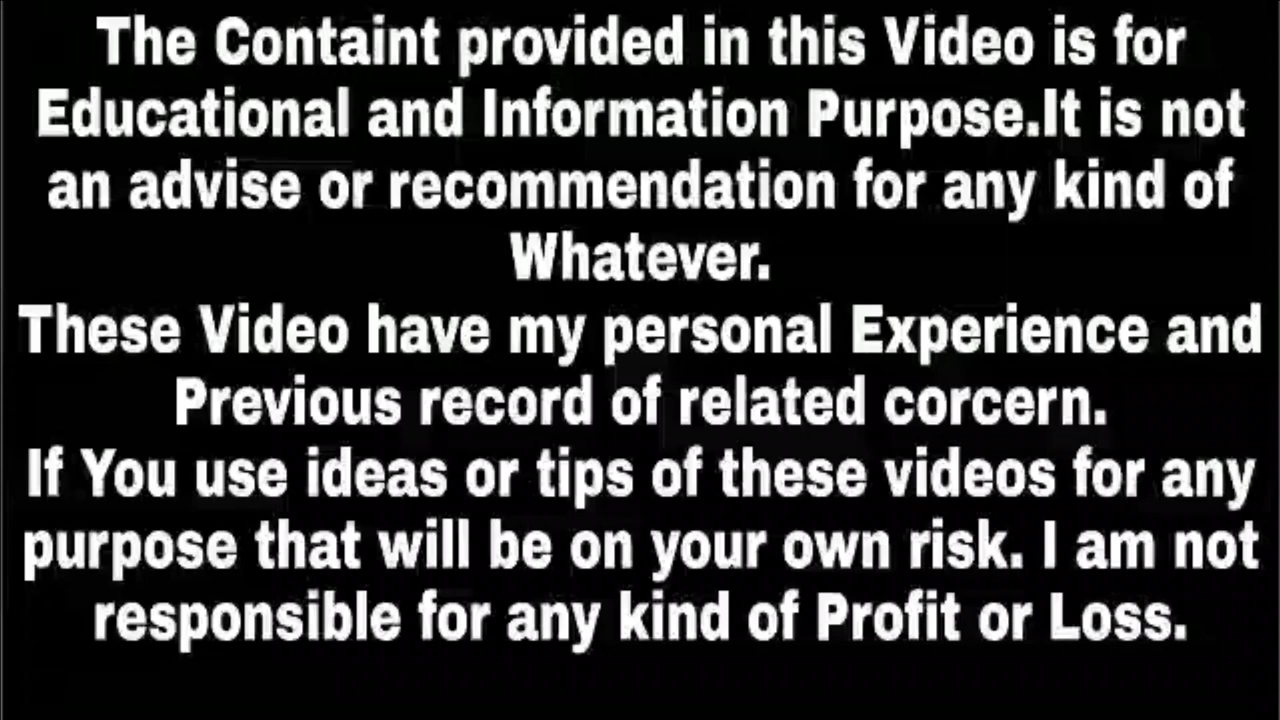 The Containt provided in this Video is for
Educational and Information Purpose.It is not
an advise or recommendation for any kind of
Whatever.
These Video have my personal Experience and
Previous record of related corcern.
If You use ideas or tips of these videos for any
purpose that will be on your own risk. I am not
responsible for any kind of Profit or Loss.